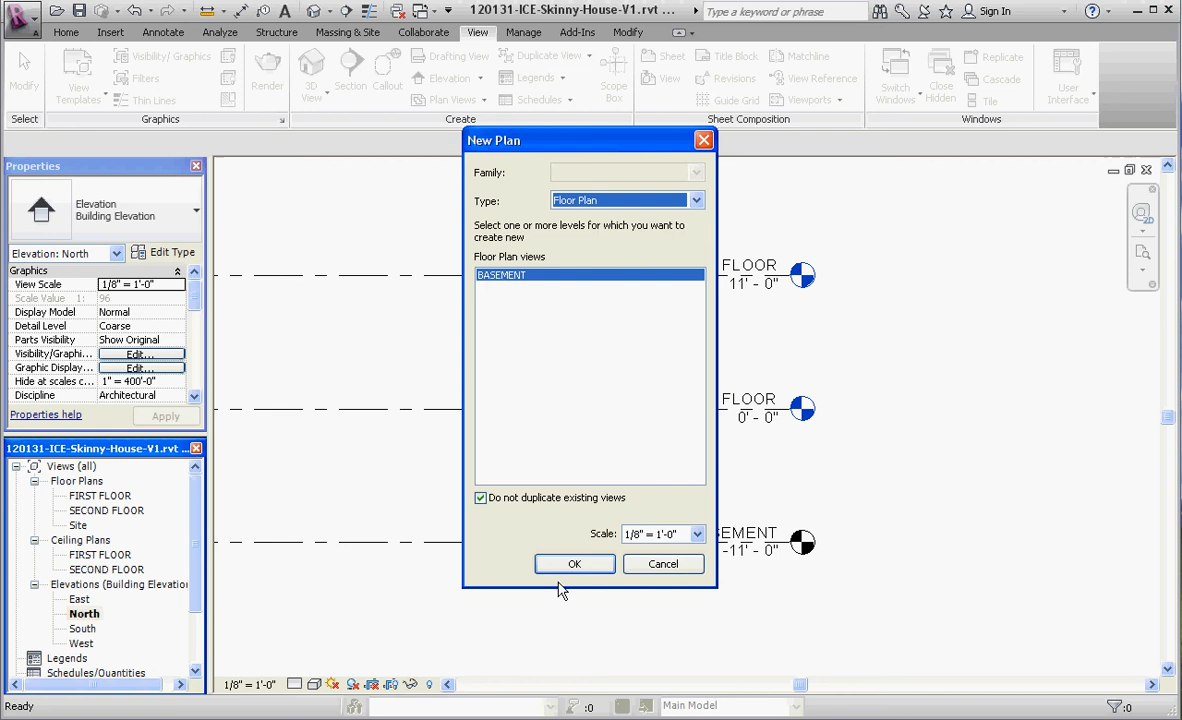 120131-ICE-Skinny-House-V1.rvt ...
Type a keyword or phrase
Sign In
Home Insert Annotate Analyze Structure Massing & Site Collaborate View Manage Add-Ins Modify
Modify
View Templates
Visibility/ Graphics
Filters
Thin Lines
Render
3D View
Section
Callout
Drafting View
Elevation
Plan Views
Duplicate View
Legends
Schedules
Scope Box
Sheet
View
Title Block
Revisions
Guide Grid
Matchline
View Reference
Viewports
Switch Windows
Close Hidden
Replicate
Cascade
Tile
User Interface
Select Graphics Create Sheet Composition Windows
Properties
Elevation
Building Elevation
Elevation: North Edit Type
Graphics
View Scale 1/8" = 1'-0"
Scale Value 1: 96
Display Model Normal
Detail Level Coarse
Parts Visibility Show Original
Visibility/Graphi... Edit...
Graphic Display... Edit...
Hide at scales c... 1" = 400'-0"
Discipline Architectural
Properties help Apply
120131-ICE-Skinny-House-V1.rvt ...
Views (all)
Floor Plans
FIRST FLOOR
SECOND FLOOR
Site
Ceiling Plans
FIRST FLOOR
SECOND FLOOR
Elevations (Building Elevation
East
North
South
West
Legends
Schedules/Quantities
New Plan
Family:
Type: Floor Plan
Select one or more levels for which you want to
create new
Floor Plan views
BASEMENT
Do not duplicate existing views
Scale: 1/8" = 1'-0"
OK Cancel
FLOOR
11' - 0"
FLOOR
0' - 0"
SEMENT
-11' - 0"
2D
1/8" = 1'-0"
Ready
:0
Main Model
:0